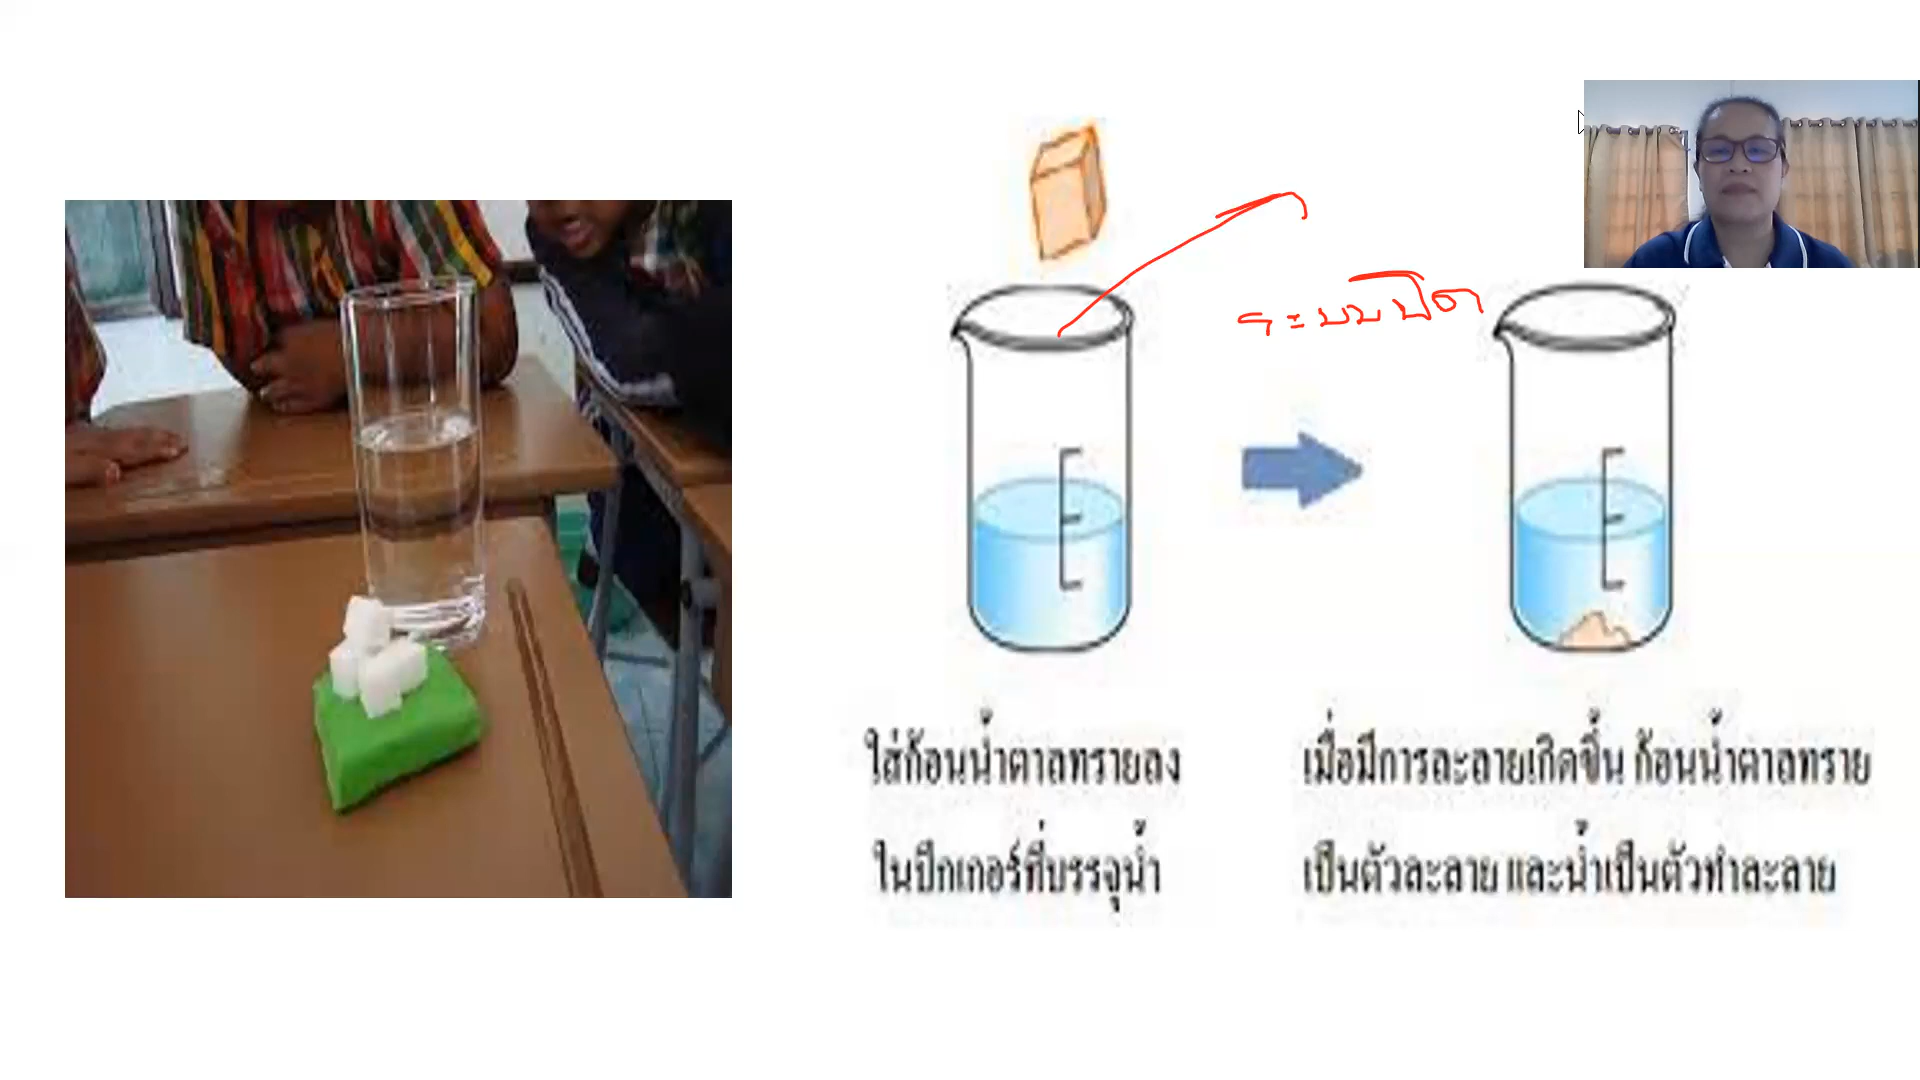 ระบบปิด
ใส่ก้อนน้ำตาลทรายลง
ในบีกเกอร์ที่บรรจุน้ำ
เมื่อมีการละลายเกิดขึ้น ก้อนน้ำตาลทราย
เป็นตัวละลาย และน้ำเป็นตัวทำละลาย